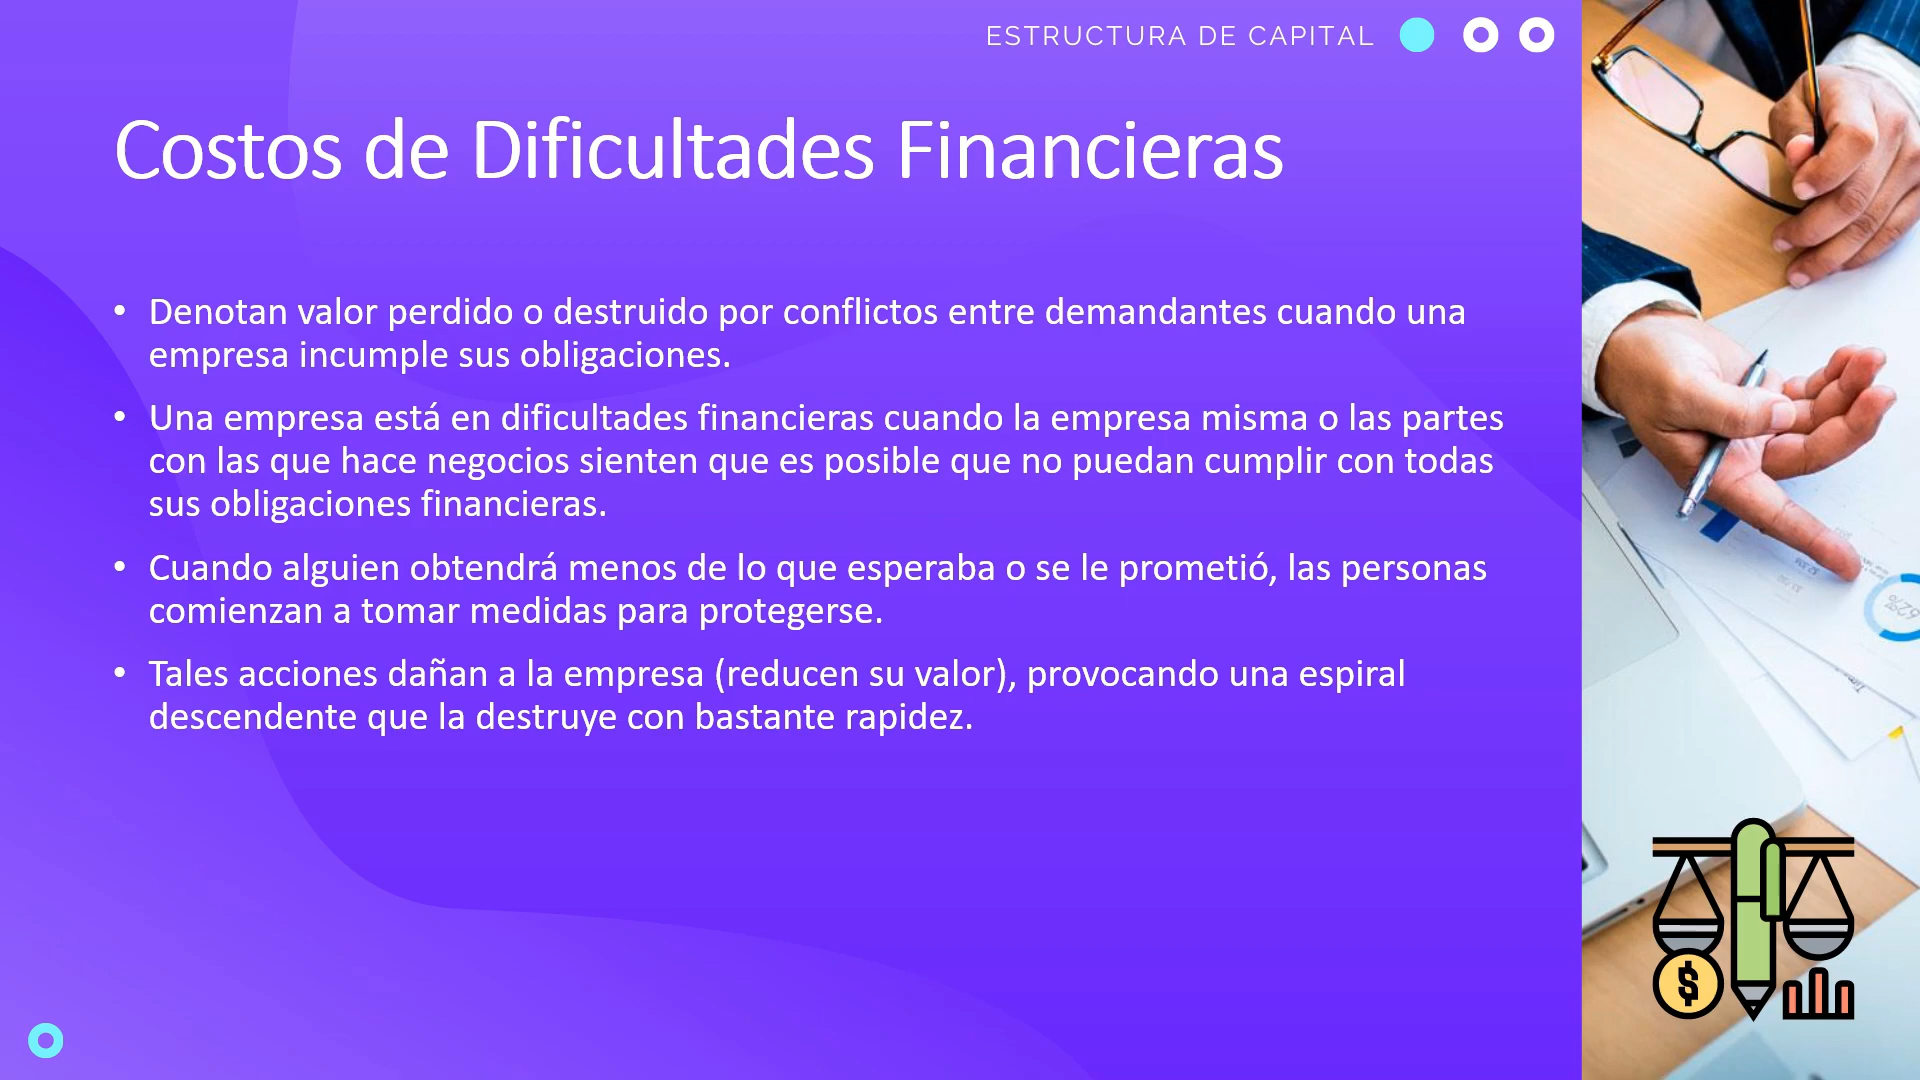 ESTRUCTURA DE CAPITAL
Costos de Dificultades Financieras
• Denotan valor perdido o destruido por conflictos entre demandantes cuando una
empresa incumple sus obligaciones.
• Una empresa está en dificultades financieras cuando la empresa misma o las partes
con las que hace negocios sienten que es posible que no puedan cumplir con todas
sus obligaciones financieras.
• Cuando alguien obtendrá menos de lo que esperaba o se le prometió, las personas
comienzan a tomar medidas para protegerse.
• Tales acciones dañan a la empresa (reducen su valor), provocando una espiral
descendente que la destruye con bastante rapidez.
$